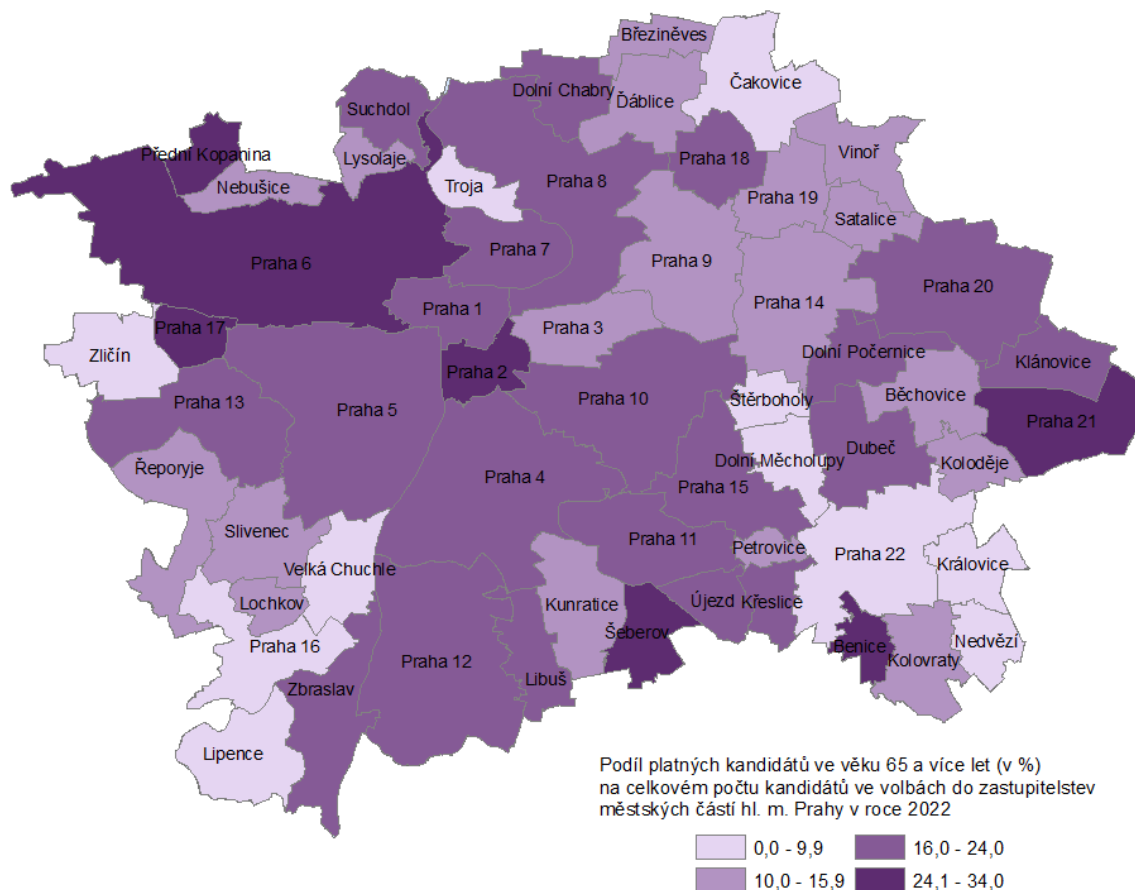 Březiněves
Dolní Chabry
Čakovice
Ďáblice
Suchdol
Přední Kopanina
Lysolaje
Praha 18
Vinoř
Nebušice
Troja
Praha 8
Praha 19
Satalice
Praha 7
Praha 6
Praha 9
Praha 20
Praha 14
Praha 1
Praha 3
Praha 17
Zličín
Dolní Počernice
Klánovice
Praha 2
Štěrboholy
Běchovice
Praha 13
Praha 5
Praha 10
Praha 21
Dubeč
Řeporyje
Dolní Měcholupy
Koloděje
Praha 4
Praha 15
Slivenec
Praha 11
Petrovice
Praha 22
Královice
Velká Chuchle
Lochkov
Kunratice
Újezd
Křeslice
Šeberov
Praha 16
Benice
Nedvězí
Kolovraty
Praha 12
Libuš
Zbraslav
Lipence
Podíl platných kandidátů ve věku 65 a více let (v %)
na celkovém počtu kandidátů ve volbách do zastupitelstev
městských částí hl. m. Prahy v roce 2022
0,0 - 9,9
16,0 - 24,0
10,0 - 15,9
24,1 - 34,0